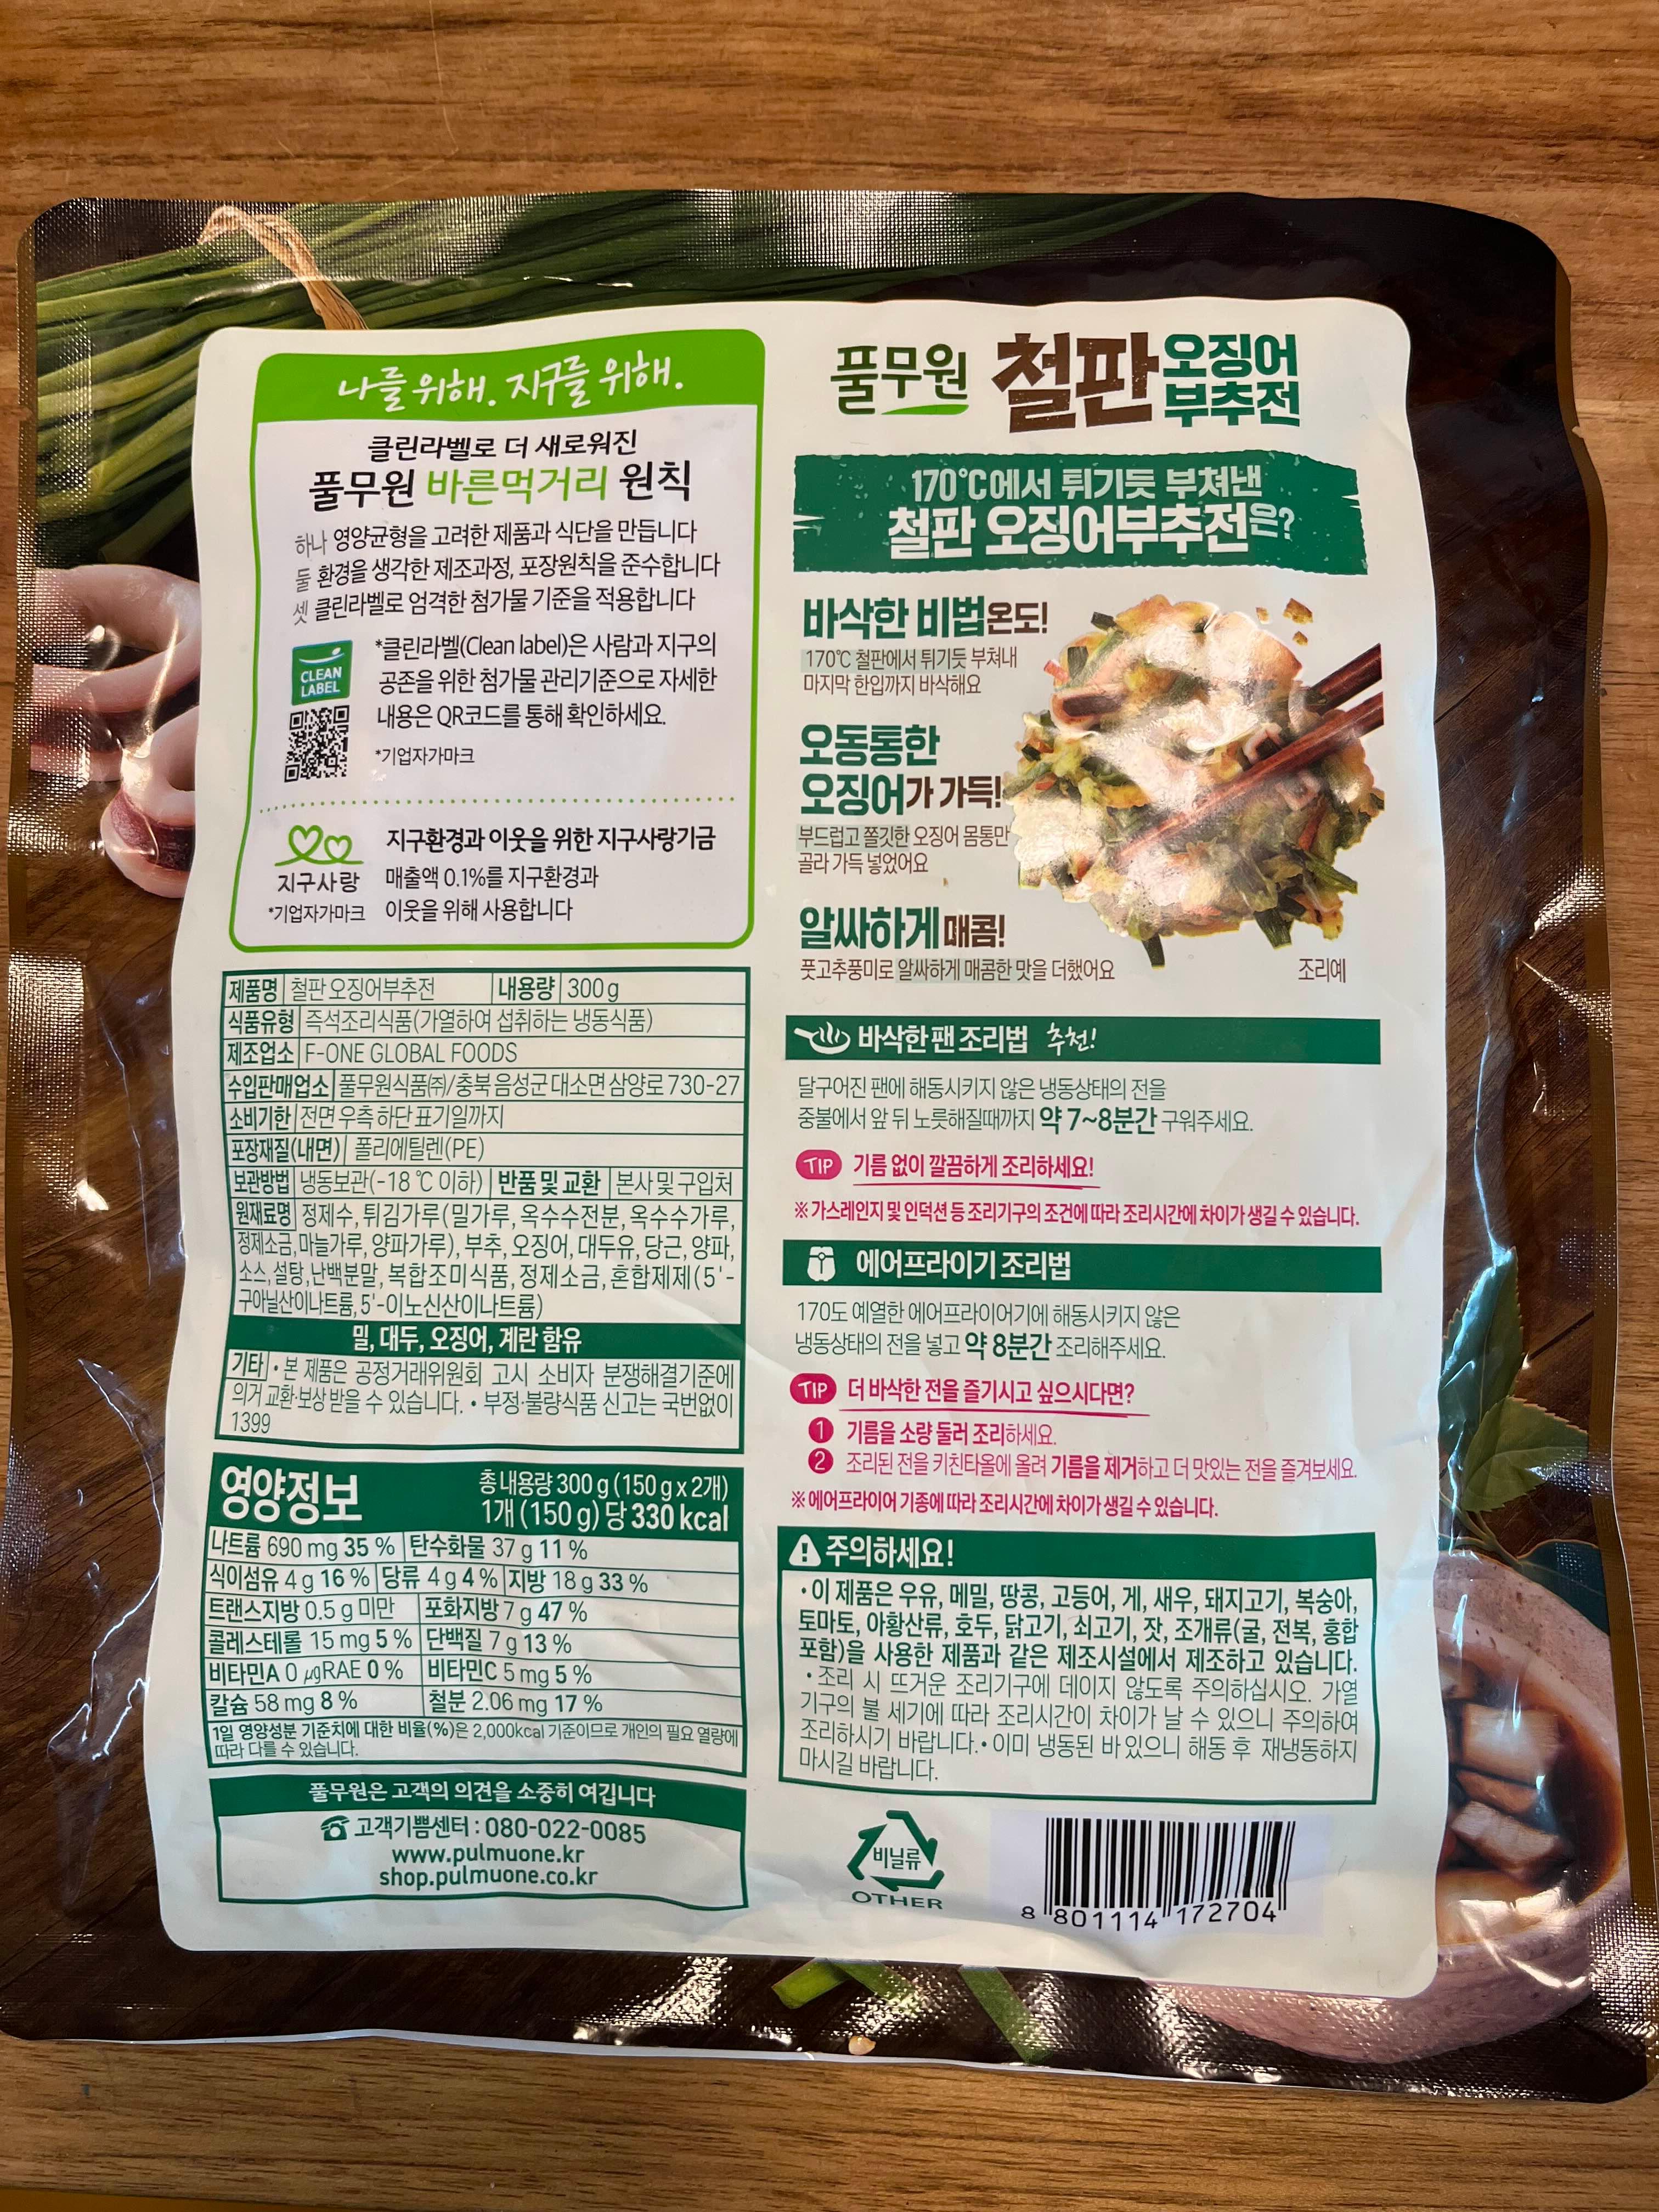 나를 위해. 지구를 위해.
클린라벨로 더 새로워진
풀무원 바른먹거리 원칙
하나 영양균형을 고려한 제품과 식단을 만듭니다
둘 환경을 생각한 제조과정, 포장원칙을 준수합니다
셋 클린라벨로 엄격한 첨가물 기준을 적용합니다
CLEAN
LABEL
*클린라벨(Clean label)은 사람과 지구의
공존을 위한 첨가물 관리기준으로 자세한
내용은 QR코드를 통해 확인하세요.
*기업자가마크
지구사랑
*기업자가마크
지구환경과 이웃을 위한 지구사랑기금
매출액 0.1%를 지구환경과
이웃을 위해 사용합니다
제품명 철판 오징어부추전 내용량 300g
식품유형 즉석조리식품(가열하여 섭취하는 냉동식품)
제조업소 F-ONE GLOBAL FOODS
수입판매업소 풀무원식품㈜/충북 음성군 대소면 삼양로 730-27
소비기한 전면 우측 하단 표기일까지
포장재질(내면) 폴리에틸렌(PE)
보관방법 냉동보관(-18 ℃ 이하) 반품 및 교환 본사 및 구입처
원재료명 정제수, 튀김가루(밀가루, 옥수수전분, 옥수수가루,
정제소금, 마늘가루, 양파가루), 부추, 오징어, 대두유, 당근, 양파,
소스, 설탕, 난백분말, 복합조미식품, 정제소금, 혼합제제(5'-
구아닐산이나트륨, 5'-이노신산이나트륨)
밀, 대두, 오징어, 계란 함유
기타 • 본 제품은 공정거래위원회 고시 소비자 분쟁해결기준에
의거 교환·보상 받을 수 있습니다. • 부정·불량식품 신고는 국번없이
1399
영양정보
총 내용량 300 g (150 g x 2개)
1개 (150 g) 당 330 kcal
나트륨 690 mg 35 % 탄수화물 37 g 11 %
식이섬유 4 g 16 % 당류 4 g 4 % 지방 18 g 33 %
트랜스지방 0.5 g 미만 포화지방 7 g 47 %
콜레스테롤 15 mg 5 % 단백질 7 g 13 %
비타민A 0 μgRAE 0 % 비타민C 5 mg 5 %
칼슘 58 mg 8 % 철분 2.06 mg 17 %
1일 영양성분 기준치에 대한 비율(%)은 2,000kcal 기준이므로 개인의 필요 열량에
따라 다를 수 있습니다.
풀무원은 고객의 의견을 소중히 여깁니다
☎ 고객기쁨센터 : 080-022-0085
www.pulmuone.kr
shop.pulmuone.co.kr
풀무원 철판 오징어
부추전
170℃에서 튀기듯 부쳐낸
철판 오징어부추전은?
바삭한 비법온도!
170℃ 철판에서 튀기듯 부쳐내
마지막 한입까지 바삭해요
오동통한
오징어가 가득!
부드럽고 쫄깃한 오징어 몸통만
골라 가득 넣었어요
알싸하게 매콤!
풋고추풍미로 알싸하게 매콤한 맛을 더했어요
조리예
바삭한 팬 조리법 추천!
달구어진 팬에 해동시키지 않은 냉동상태의 전을
중불에서 앞 뒤 노릇해질때까지 약 7~8분간 구워주세요.
TIP 기름 없이 깔끔하게 조리하세요!
※ 가스레인지 및 인덕션 등 조리기구의 조건에 따라 조리시간에 차이가 생길 수 있습니다.
에어프라이기 조리법
170도 예열한 에어프라이어기에 해동시키지 않은
냉동상태의 전을 넣고 약 8분간 조리해주세요.
TIP 더 바삭한 전을 즐기시고 싶으시다면?
1 기름을 소량 둘러 조리하세요.
2 조리된 전을 키친타올에 올려 기름을 제거하고 더 맛있는 전을 즐겨보세요.
※ 에어프라이어 기종에 따라 조리시간에 차이가 생길 수 있습니다.
주의하세요!
• 이 제품은 우유, 메밀, 땅콩, 고등어, 게, 새우, 돼지고기, 복숭아,
토마토, 아황산류, 호두, 닭고기, 쇠고기, 잣, 조개류(굴, 전복, 홍합
포함)을 사용한 제품과 같은 제조시설에서 제조하고 있습니다.
• 조리 시 뜨거운 조리기구에 데이지 않도록 주의하십시오. 가열
기구의 불 세기에 따라 조리시간이 차이가 날 수 있으니 주의하여
조리하시기 바랍니다. • 이미 냉동된 바 있으니 해동 후 재냉동하지
마시길 바랍니다.
비닐류
OTHER
8 801114 172704